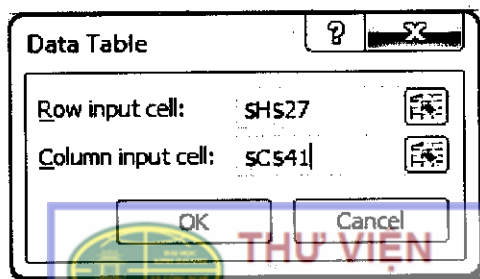 Data Table
?
Row input cell: $H$27
Column input cell: $C$41
OK Cancel
THƯ VIỆN